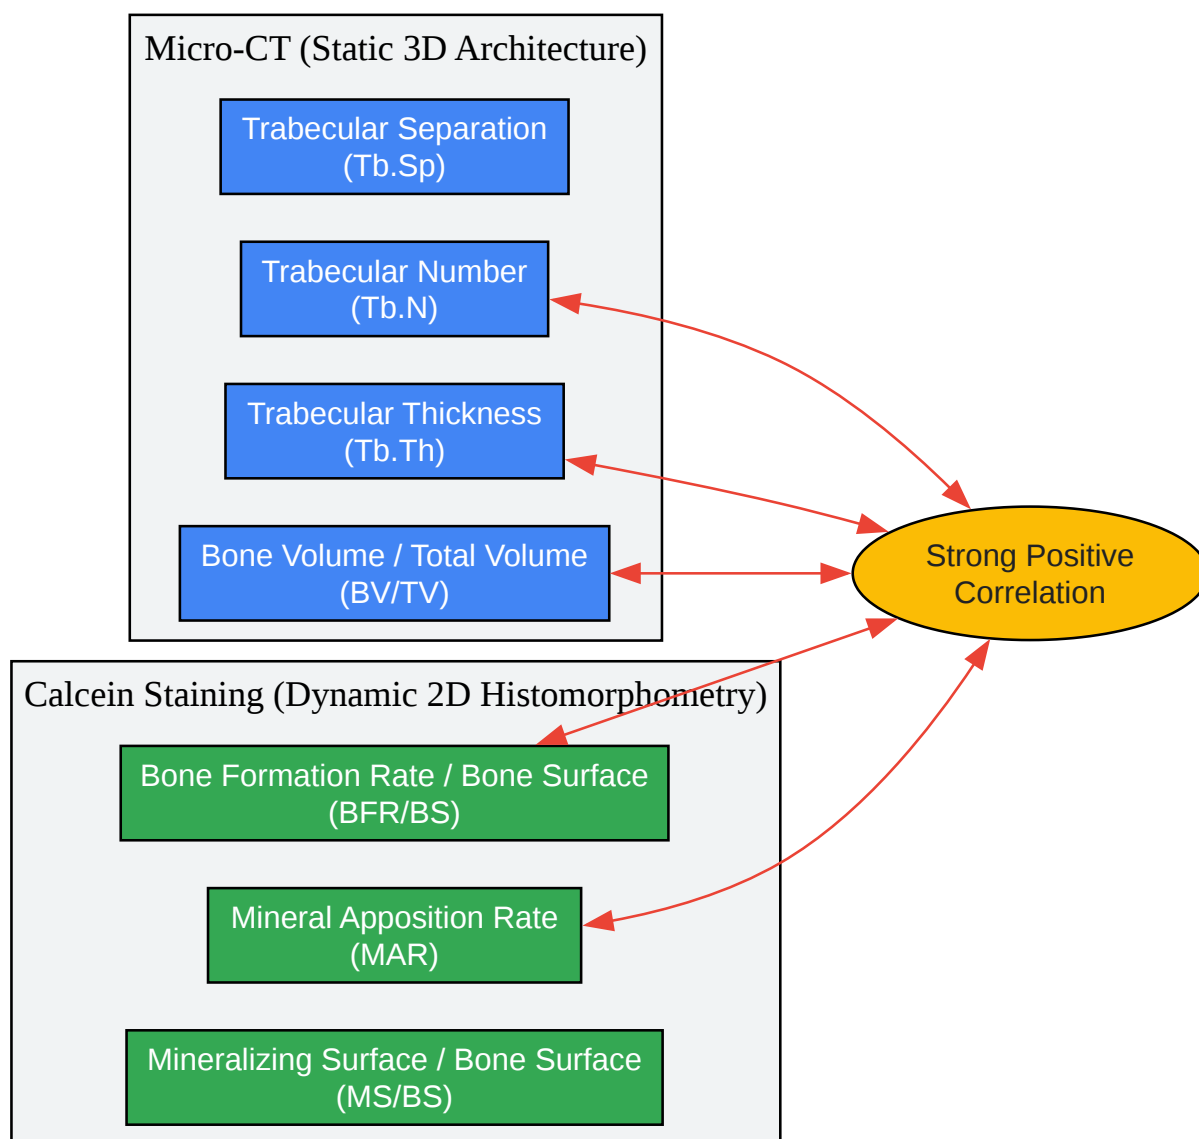 Micro-CT (Static 3D Architecture)
Trabecular Separation
(Tb.Sp)
Trabecular Number
(Tb.N)
Trabecular Thickness
(Tb.Th)
Bone Volume / Total Volume
(BV/TV)
Strong Positive
Correlation
Calcein Staining (Dynamic 2D Histomorphometry)
Bone Formation Rate / Bone Surface
(BFR/BS)
Mineral Apposition Rate
(MAR)
Mineralizing Surface / Bone Surface
(MS/BS)